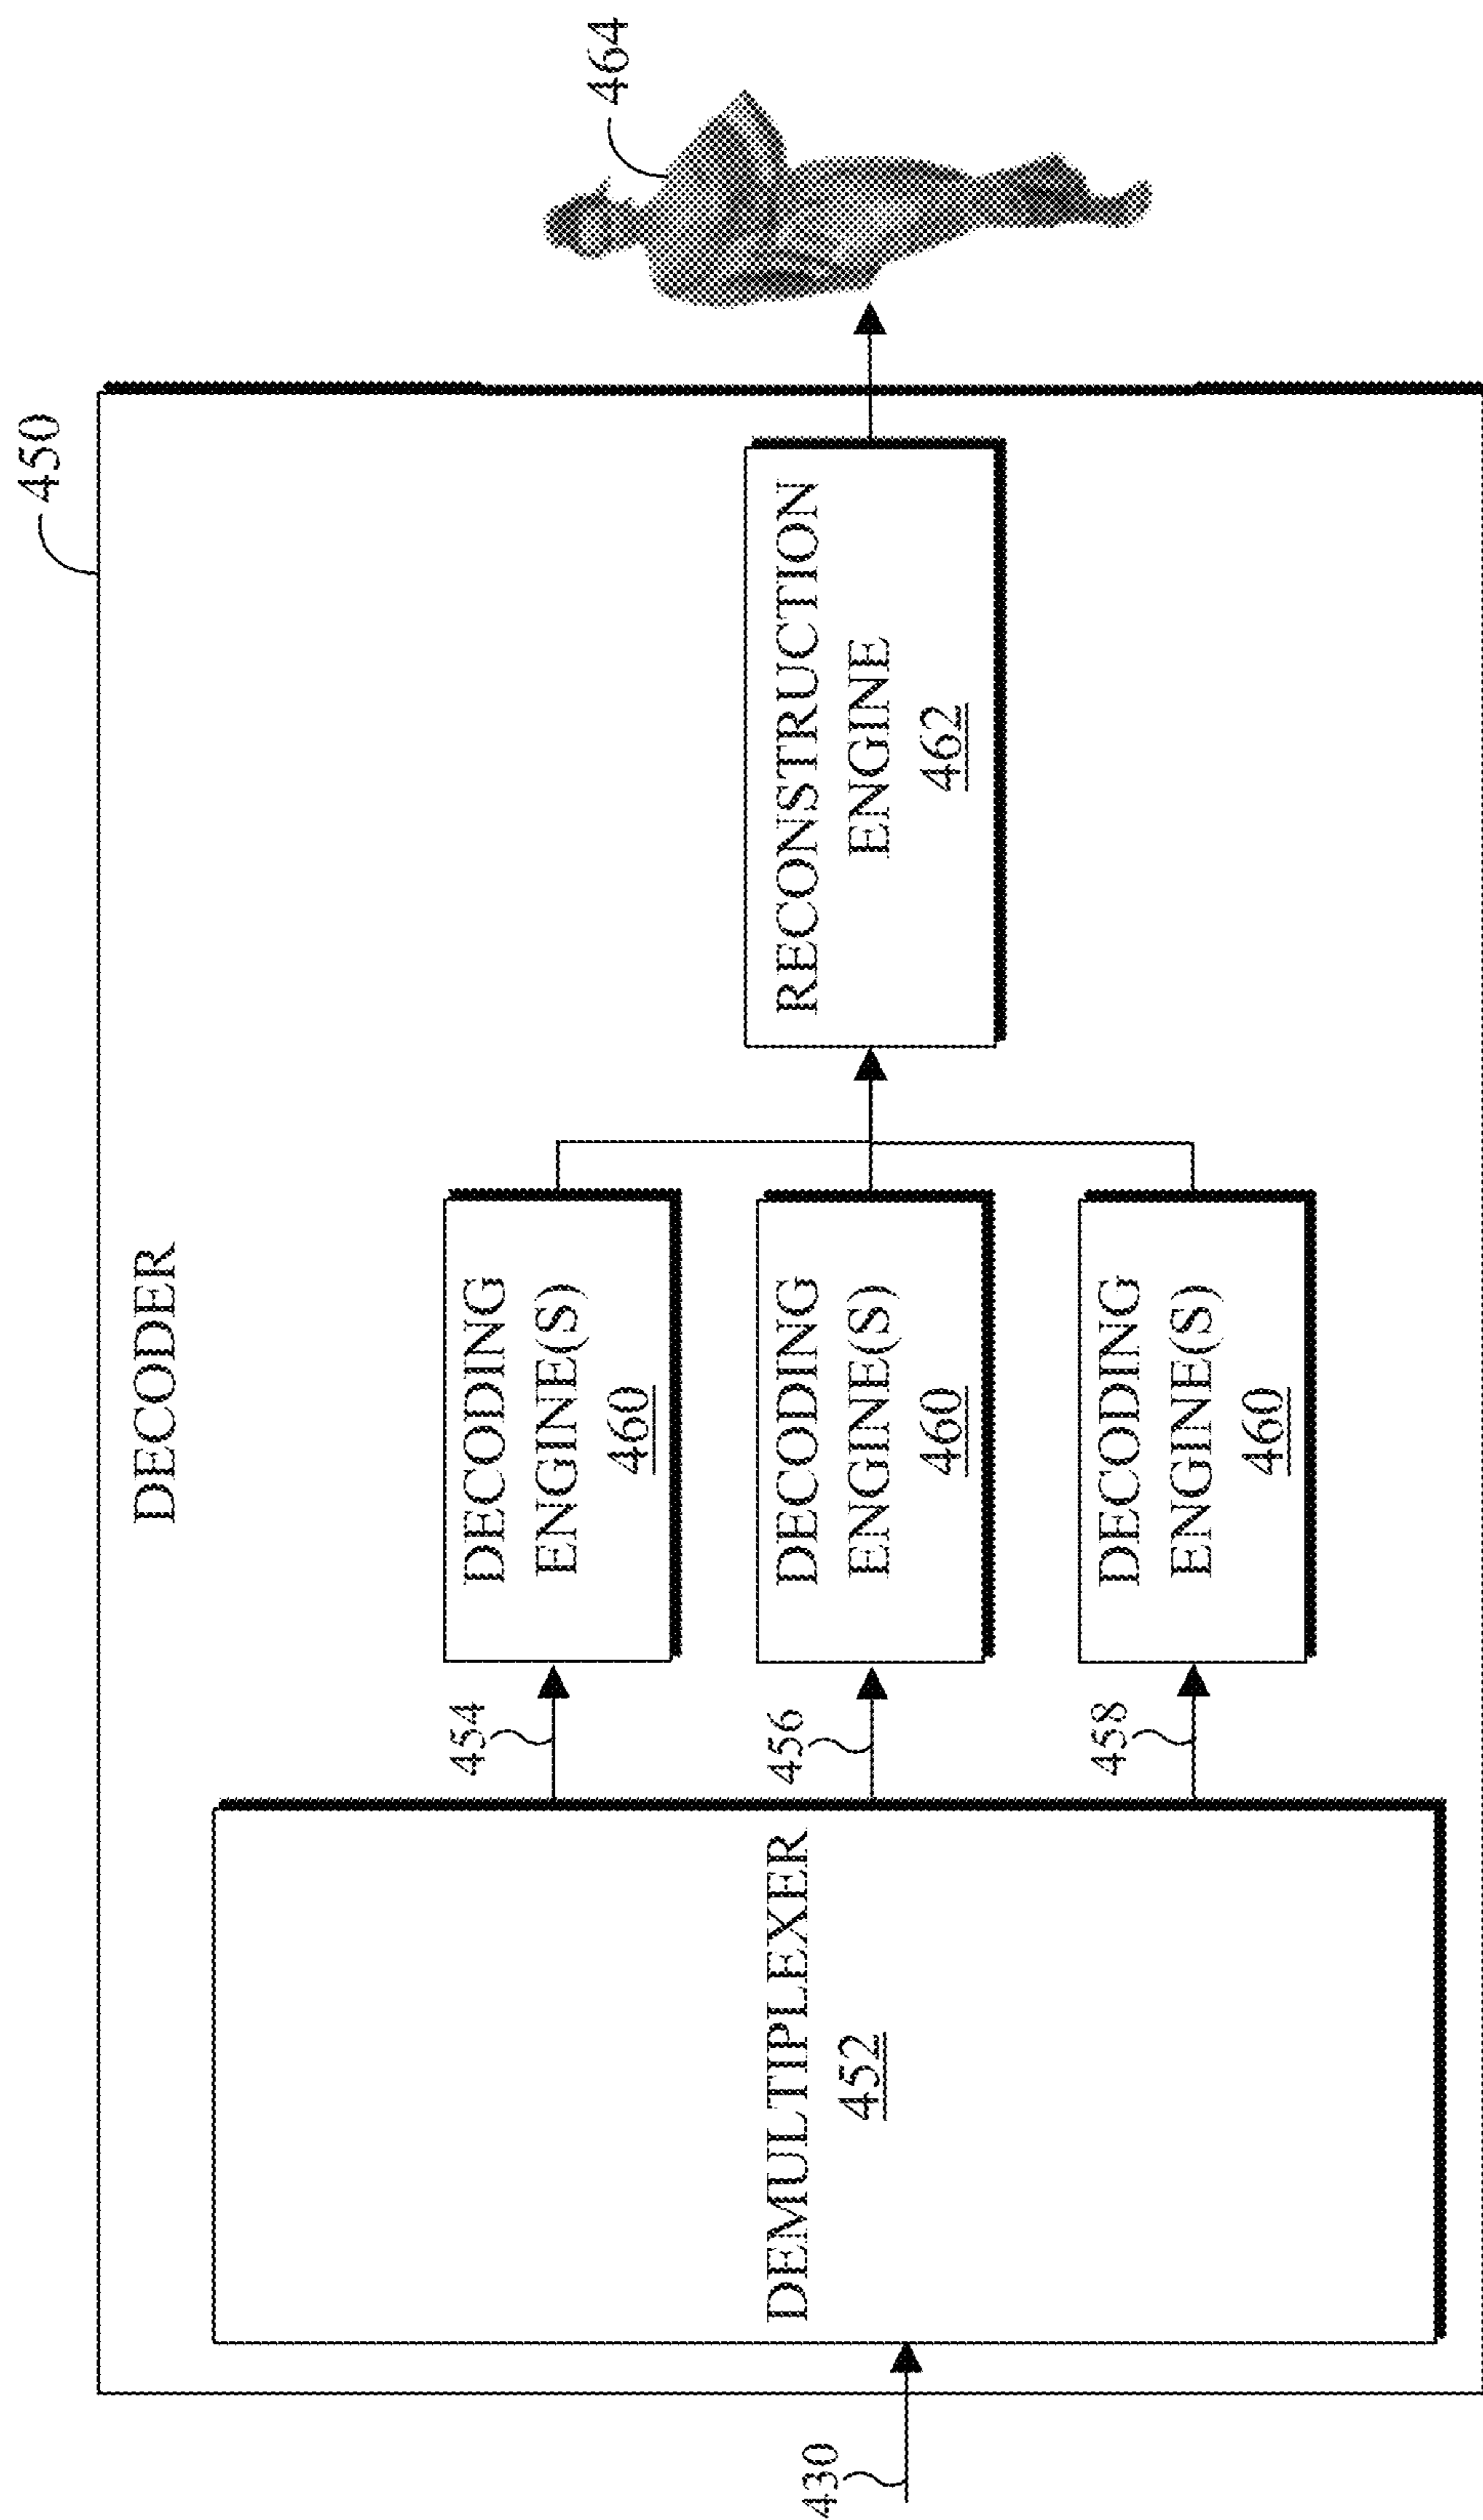 450
DECODER
430
DEMULTIPLEXER
452
454
456
458
DECODING
ENGINE(S)
460
DECODING
ENGINE(S)
460
DECODING
ENGINE(S)
460
RECONSTRUCTION
ENGINE
462
464